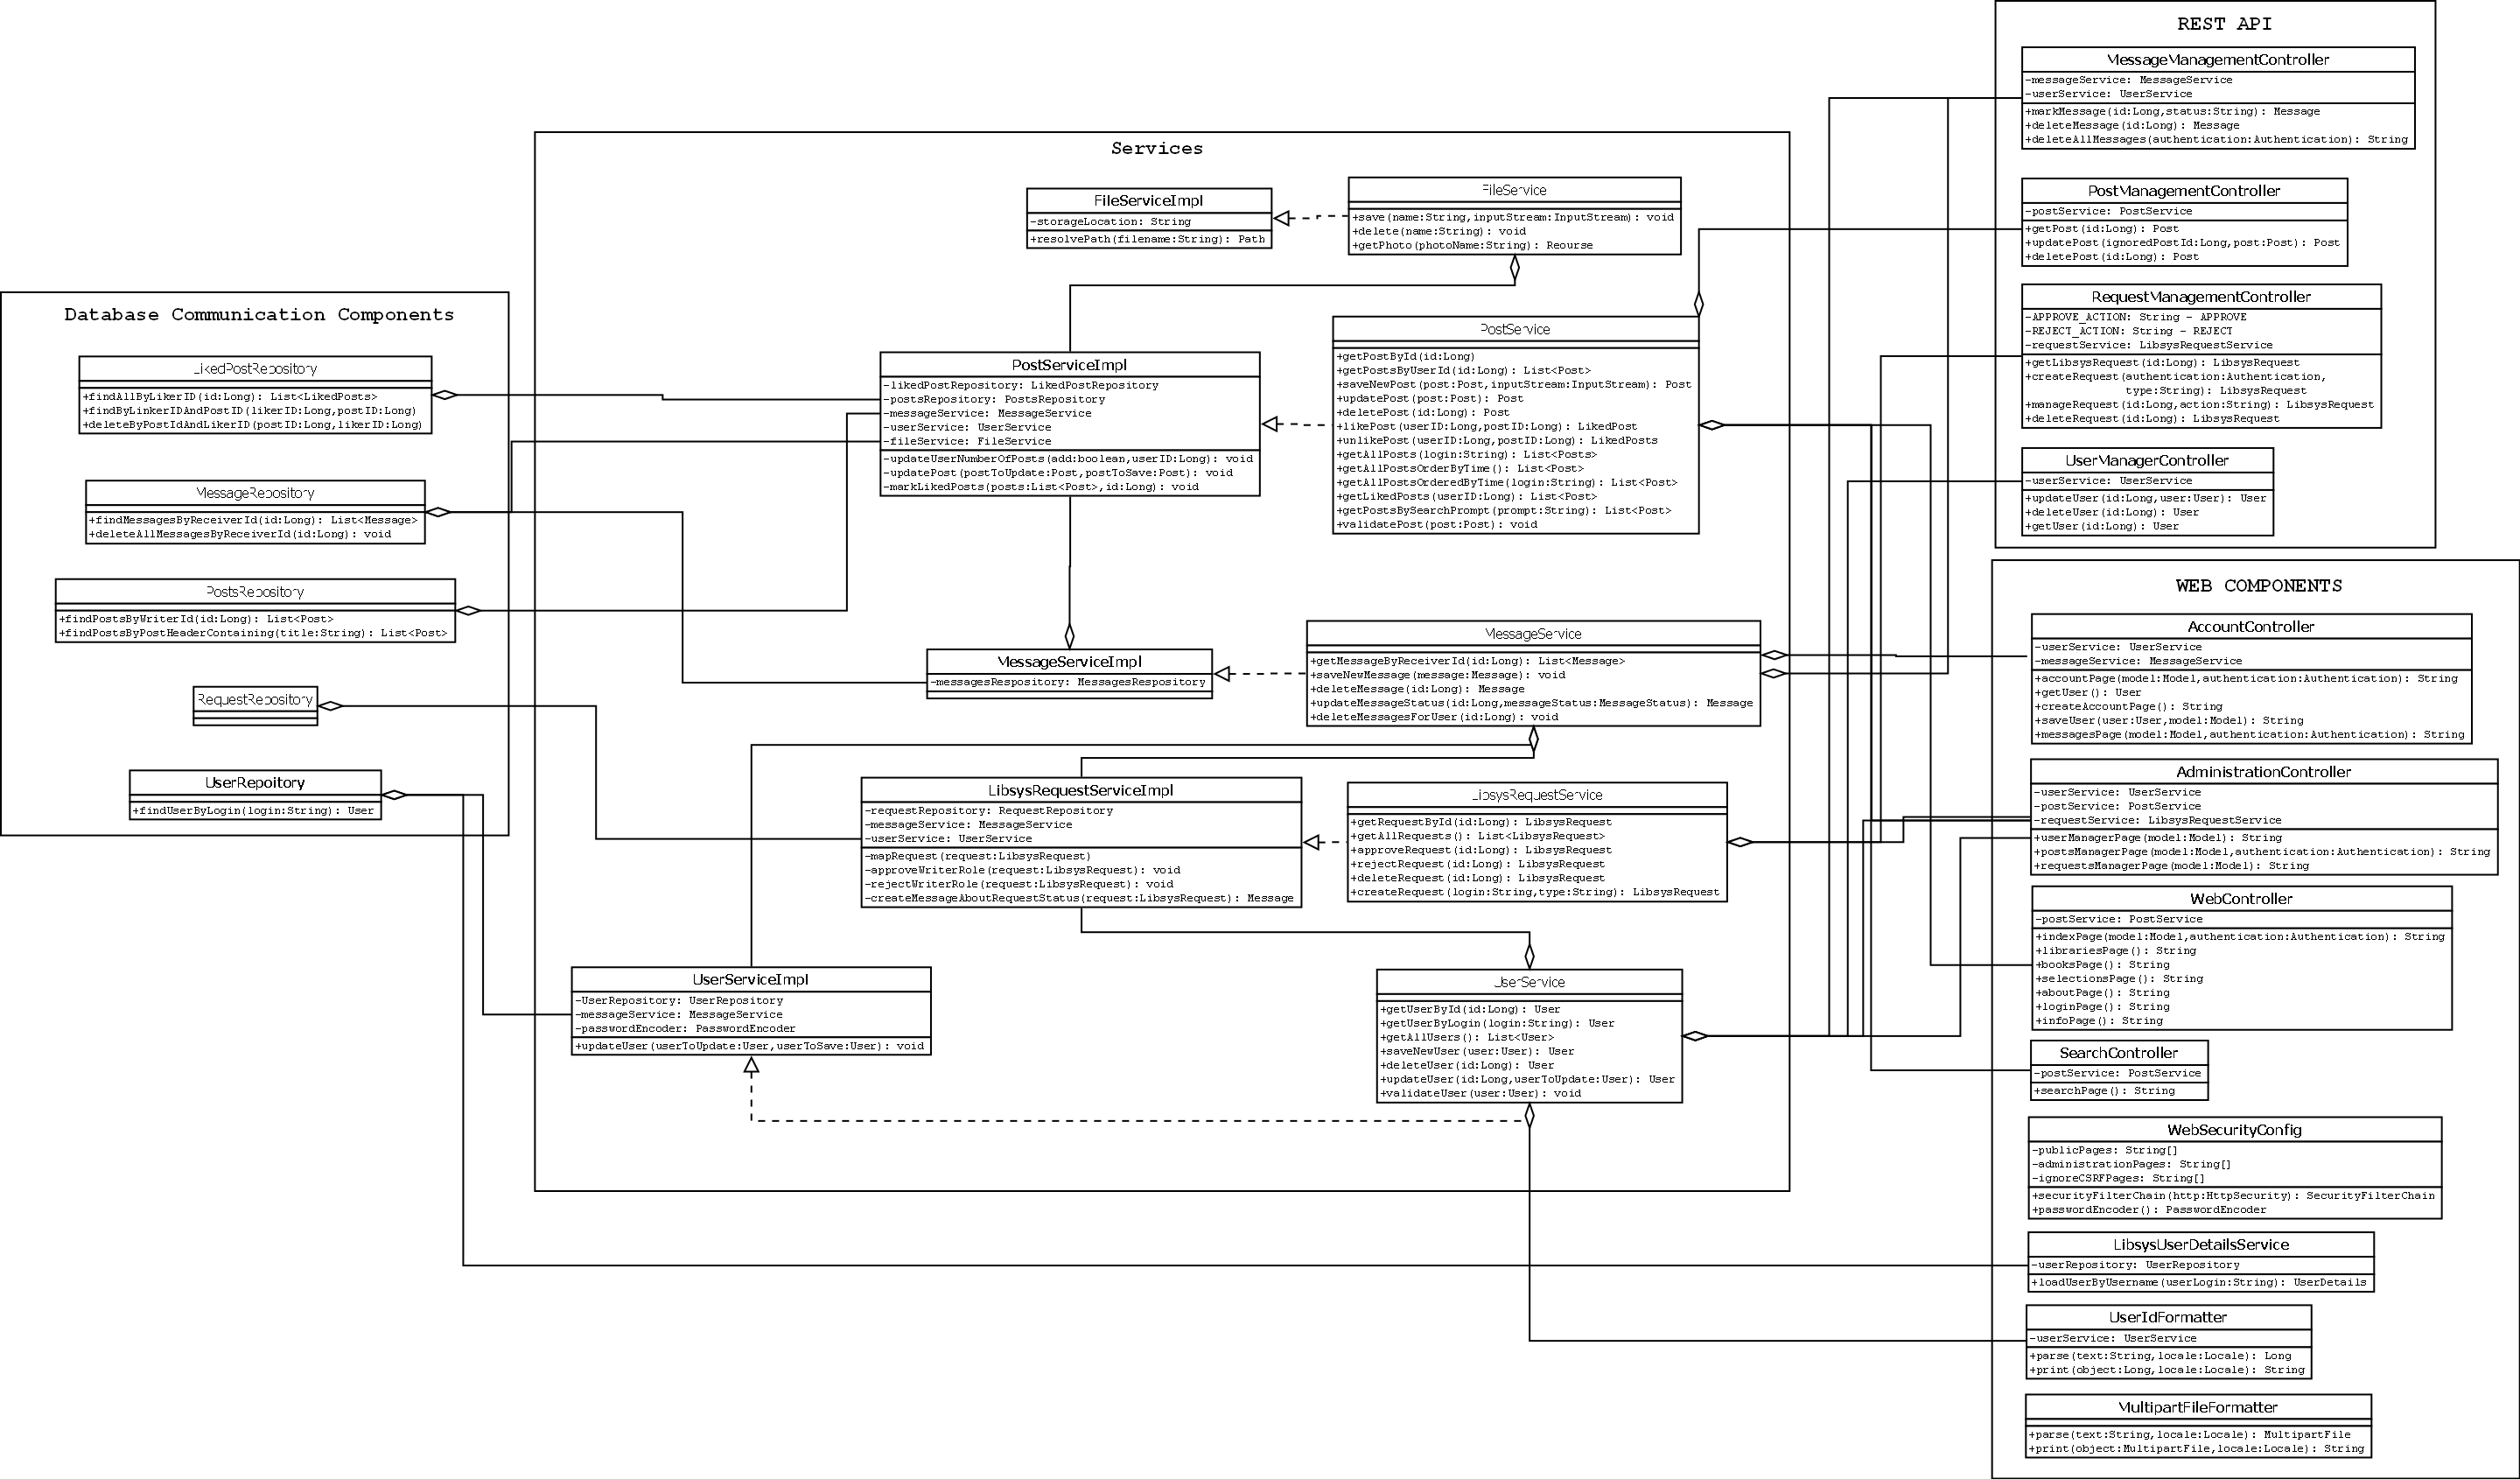 Database Communication Components
LikedPostRepository
+findAllByLikerID(id:Long): List<LikedPosts>
+findByLinkerIDAndPostID(likerID:Long,postID:Long)
+deleteByPostIdAndLikerID(postID:Long,likerID:Long)
MessageRepository
+findMessagesByReceiverId(id:Long): List<Message>
+deleteAllMessagesByReceiverId(id:Long): void
PostsRepository
+findPostsByWriterId(id:Long): List<Post>
+findPostsByPostHeaderContaining(title:String): List<Post>
RequestRepository
UserRepoitory
+findUserByLogin(login:String): User
Services
FileServiceImpl
-storageLocation: String
+resolvePath(filename:String): Path
FileService
+save(name:String,inputStream:InputStream): void
+delete(name:String): void
+getPhoto(photoName:String): Reourse
PostServiceImpl
-likedPostRepository: LikedPostRepository
-postsRepository: PostsRepository
-messageService: MessageService
-userService: UserService
-fileService: FileService
-updateUserNumberOfPosts(add:boolean,userID:Long): void
-updatePost(postToUpdate:Post,postToSave:Post): void
-markLikedPosts(posts:List<Post>,id:Long): void
PostService
+getPostById(id:Long)
+getPostsByUserId(id:Long): List<Post>
+saveNewPost(post:Post,inputStream:InputStream): Post
+updatePost(post:Post): Post
+deletePost(id:Long): Post
+likePost(userID:Long,postID:Long): LikedPost
+unlikePost(userID:Long,postID:Long): LikedPosts
+getAllPosts(login:String): List<Posts>
+getAllPostsOrderByTime(): List<Post>
+getAllPostsOrderedByTime(login:String): List<Post>
+getLikedPosts(userID:Long): List<Post>
+getPostsBySearchPrompt(prompt:String): List<Post>
+validatePost(post:Post): void
MessageServiceImpl
-messagesRespository: MessagesRespository
MessageService
+getMessageByReceiverId(id:Long): List<Message>
+saveNewMessage(message:Message): void
+deleteMessage(id:Long): Message
+updateMessageStatus(id:Long,messageStatus:MessageStatus): Message
+deleteMessagesForUser(id:Long): void
LibsysRequestServiceImpl
-requestRepository: RequestRepository
-messageService: MessageService
-userService: UserService
-mapRequest(request:LibsysRequest)
-approveWriterRole(request:LibsysRequest): void
-rejectWriterRole(request:LibsysRequest): void
-createMessageAboutRequestStatus(request:LibsysRequest): Message
LibsysRequestService
+getRequestById(id:Long): LibsysRequest
+getAllRequests(): List<LibsysRequest>
+approveRequest(id:Long): LibsysRequest
+rejectRequest(id:Long): LibsysRequest
+deleteRequest(id:Long): LibsysRequest
+createRequest(login:String,type:String): LibsysRequest
UserServiceImpl
-UserRepository: UserRepository
-messageService: MessageService
-passwordEncoder: PasswordEncoder
+updateUser(userToUpdate:User,userToSave:User): void
UserService
+getUserById(id:Long): User
+getUserByLogin(login:String): User
+getAllUsers(): List<User>
+saveNewUser(user:User): User
+deleteUser(id:Long): User
+updateUser(id:Long,userToUpdate:User): User
+validateUser(user:User): void
REST API
MessageManagementController
-messageService: MessageService
-userService: UserService
+markMessage(id:Long,status:String): Message
+deleteMessage(id:Long): Message
+deleteAllMessages(authentication:Authentication): String
PostManagementController
-postService: PostService
+getPost(id:Long): Post
+updatePost(ignoredPostId:Long,post:Post): Post
+deletePost(id:Long): Post
RequestManagementController
-APPROVE_ACTION: String - APPROVE
-REJECT_ACTION: String - REJECT
-requestService: LibsysRequestService
+getLibsysRequest(id:Long): LibsysRequest
+createRequest(authentication:Authentication,
type:String): LibsysRequest
+manageRequest(id:Long,action:String): LibsysRequest
+deleteRequest(id:Long): LibsysRequest
UserManagerController
-userService: UserService
+updateUser(id:Long,user:User): User
+deleteUser(id:Long): User
+getUser(id:Long): User
WEB COMPONENTS
AccountController
-userService: UserService
-messageService: MessageService
+accountPage(model:Model,authentication:Authentication): String
+getUser(): User
+createAccountPage(): String
+saveUser(user:User,model:Model): String
+messagesPage(model:Model,authentication:Authentication): String
AdministrationController
-userService: UserService
-postService: PostService
-requestService: LibsysRequestService
+userManagerPage(model:Model): String
+postsManagerPage(model:Model,authentication:Authentication): String
+requestsManagerPage(model:Model): String
WebController
-postService: PostService
+indexPage(model:Model,authentication:Authentication): String
+librariesPage(): String
+booksPage(): String
+selectionsPage(): String
+aboutPage(): String
+loginPage(): String
+infoPage(): String
SearchController
-postService: PostService
+searchPage(): String
WebSecurityConfig
-publicPages: String[]
-administrationPages: String[]
-ignoreCSRFPages: String[]
+securityFilterChain(http:HttpSecurity): SecurityFilterChain
+passwordEncoder(): PasswordEncoder
LibsysUserDetailsService
-userRepository: UserRepository
+loadUserByUsername(userLogin:String): UserDetails
UserIdFormatter
-userService: UserService
+parse(text:String,locale:Locale): Long
+print(object:Long,locale:Locale): String
MultipartFileFormatter
+parse(text:String,locale:Locale): MultipartFile
+print(object:MultipartFile,locale:Locale): String